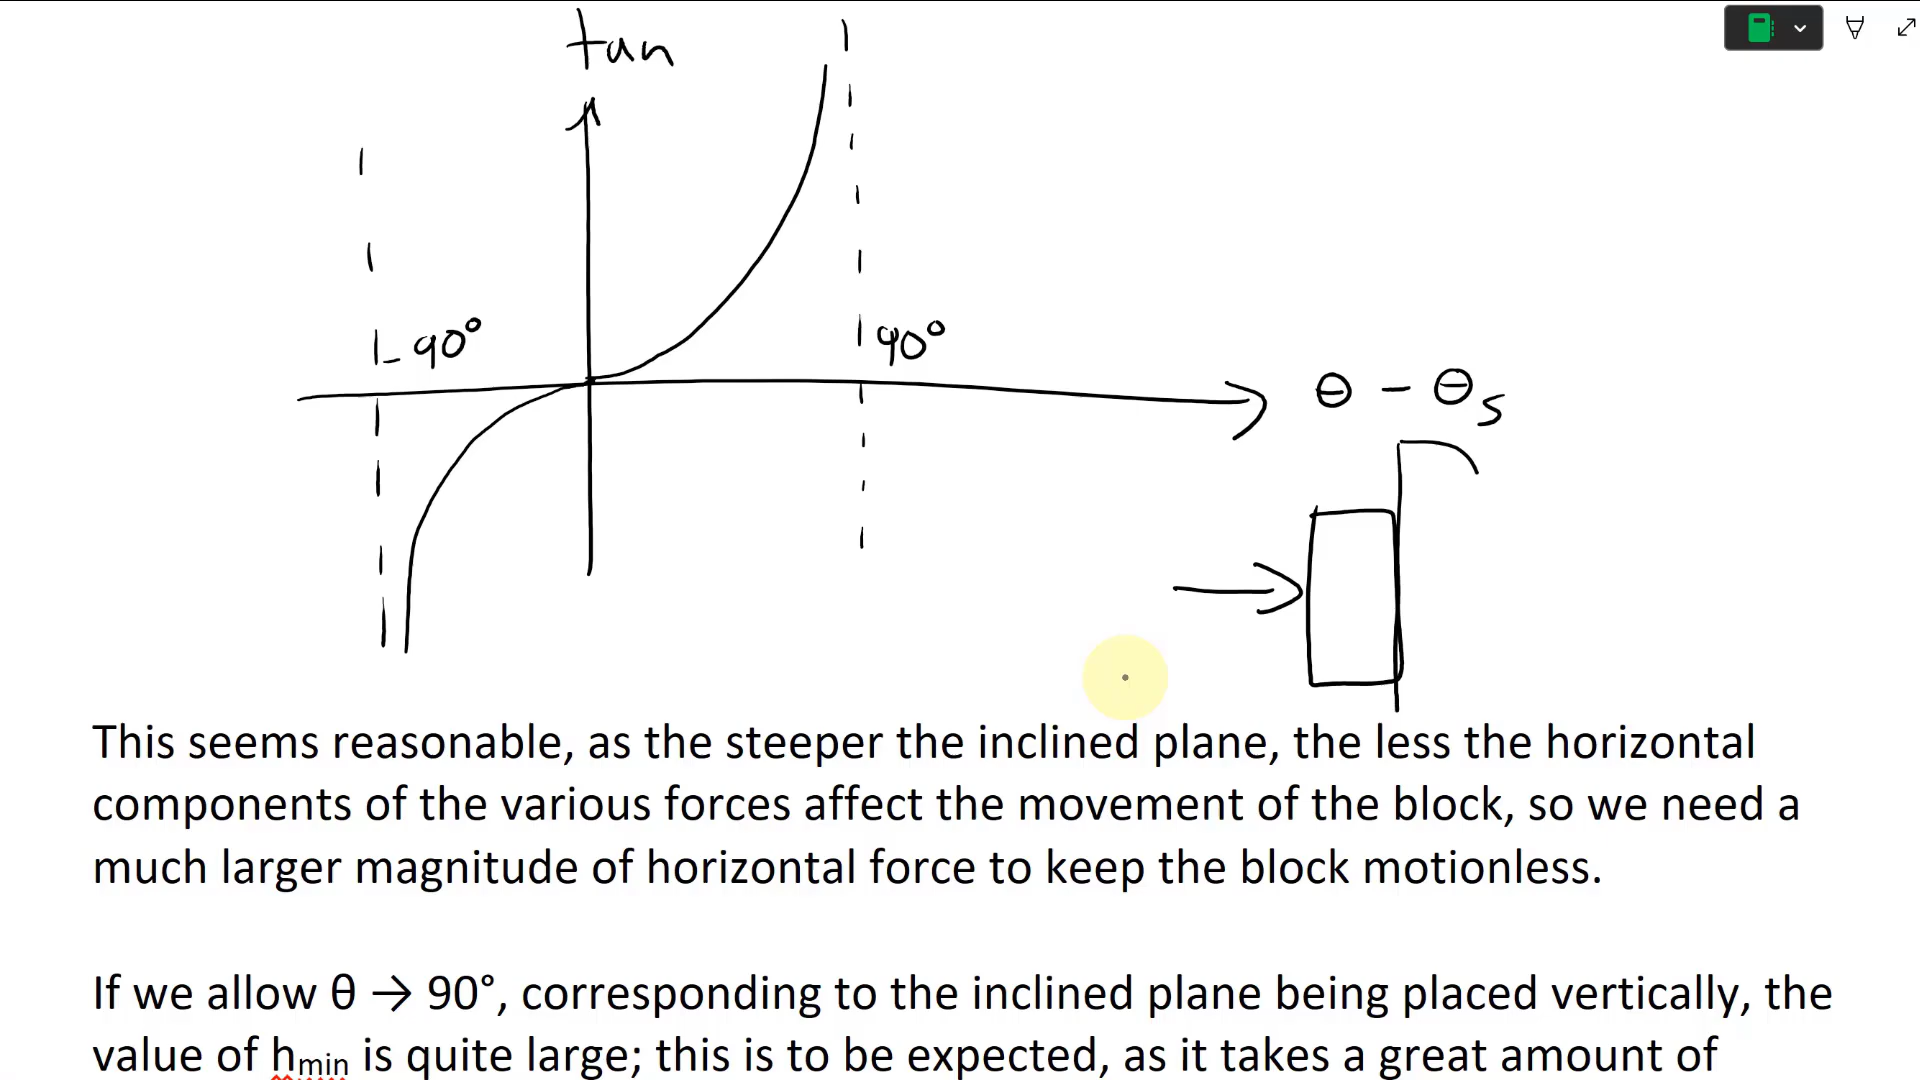 tan
- 90°
90°
θ - θs
This seems reasonable, as the steeper the inclined plane, the less the horizontal
components of the various forces affect the movement of the block, so we need a
much larger magnitude of horizontal force to keep the block motionless.
If we allow θ → 90°, corresponding to the inclined plane being placed vertically, the
value of hmin is quite large; this is to be expected, as it takes a great amount of